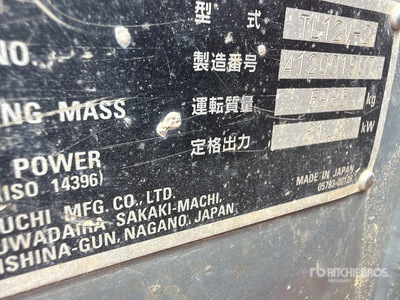 型 式 TL12V-2
NO. 製造番号
NG MASS 運転質量 kg
POWER 定格出力 kW
(ISO 14396)
UCHI MFG. CO., LTD. MADE IN JAPAN
UWADAIRA, SAKAKI-MACHI,
ISHINA-GUN, NAGANO, JAPAN
rb RITCHIE BROS.